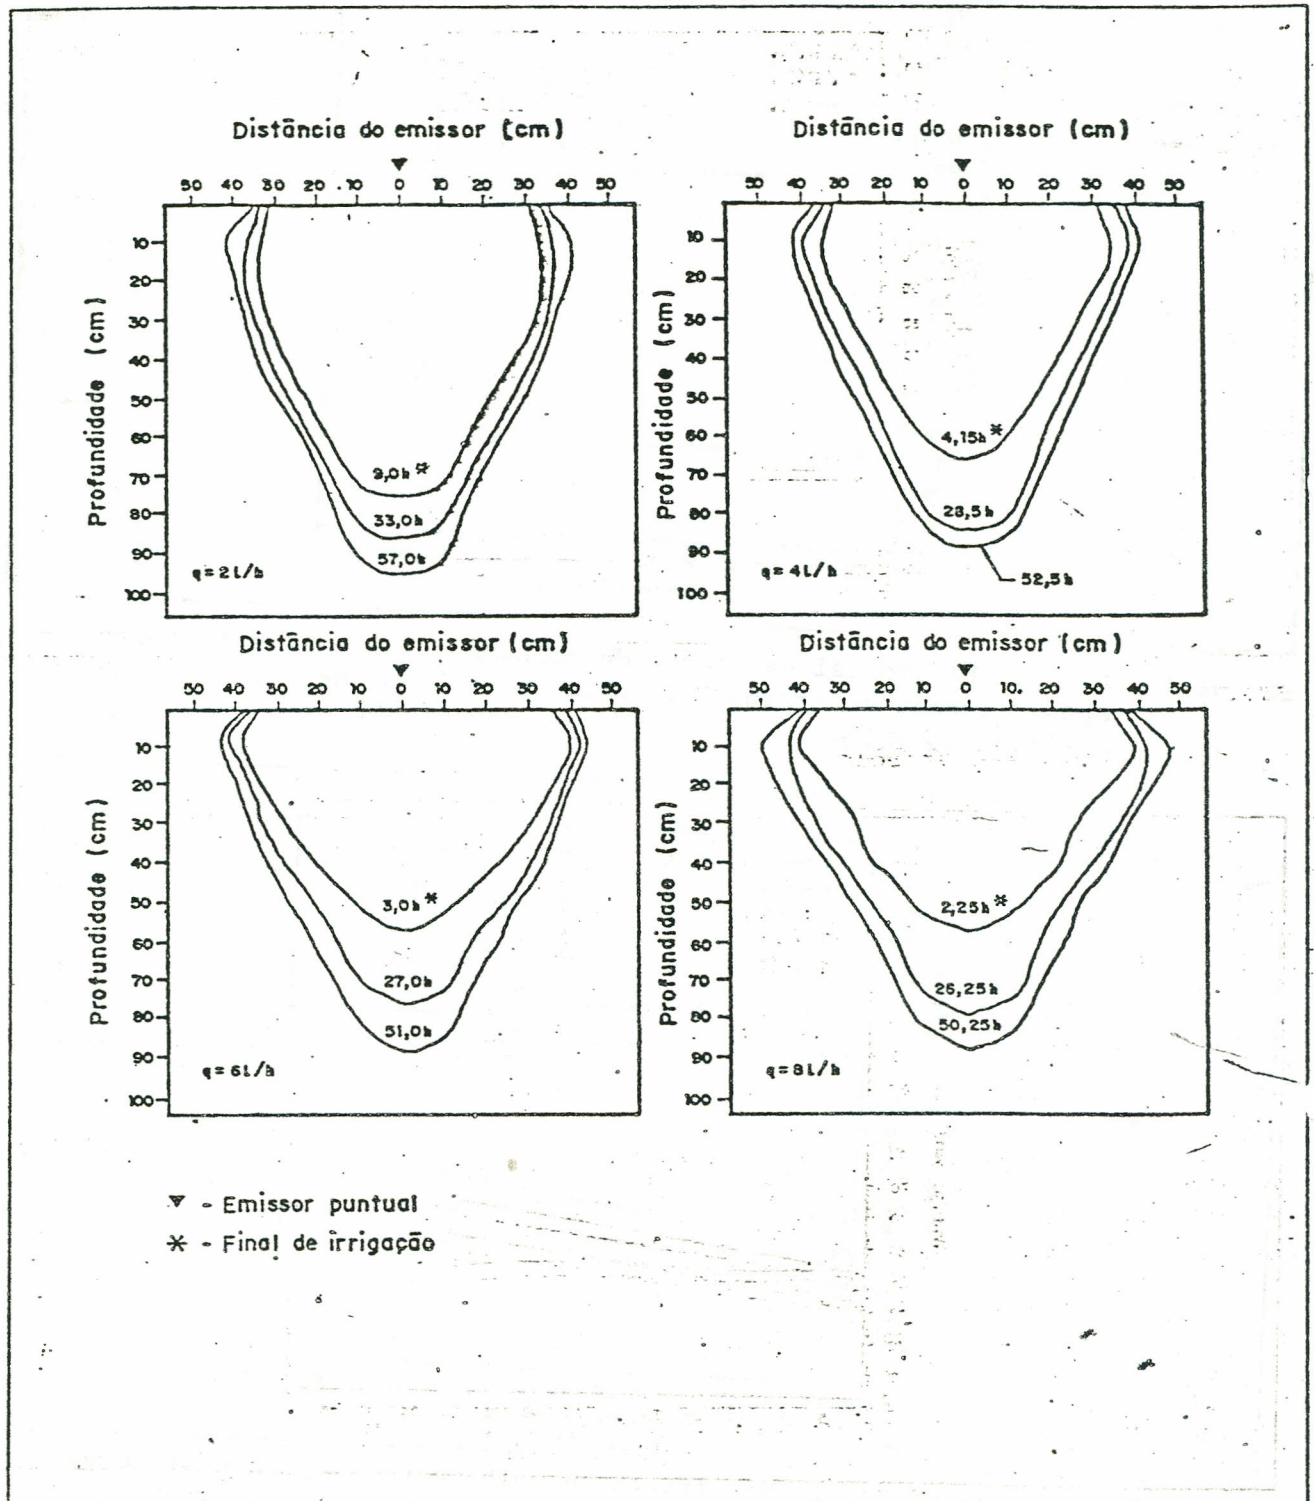 Distância do emissor (cm)
50 40 30 20 10 0 10 20 30 40 50
Profundidade (cm)
10
20
30
40
50
60
70
80
90
100
9,0h *
33,0h
57,0h
q=2l/h
Distância do emissor (cm)
50 40 30 20 10 0 10 20 30 40 50
Profundidade (cm)
10
20
30
40
50
60
70
80
90
100
4,15h *
28,5h
52,5h
q=4l/h
Distância do emissor (cm)
50 40 30 20 10 0 10 20 30 40 50
Profundidade (cm)
10
20
30
40
50
60
70
80
90
100
3,0h *
27,0h
51,0h
q=6l/h
Distância do emissor (cm)
50 40 30 20 10 0 10 20 30 40 50
Profundidade (cm)
10
20
30
40
50
60
70
80
90
100
2,25h *
26,25h
50,25h
q=8l/h
▼ - Emissor puntual
* - Final de irrigação